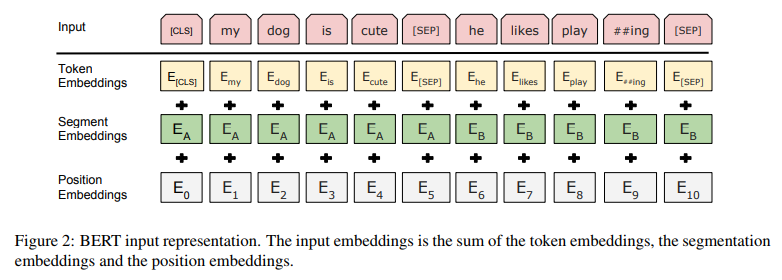 Input [CLS] my dog is cute [SEP] he likes play ##ing [SEP]
Token
Embeddings E[CLS] Emy Edog Eis Ecute E[SEP] Ehe Elikes Eplay E##ing E[SEP]
+ + + + + + + + + + +
Segment
Embeddings EA EA EA EA EA EA EB EB EB EB EB
+ + + + + + + + + + +
Position
Embeddings E0 E1 E2 E3 E4 E5 E6 E7 E8 E9 E10
Figure 2: BERT input representation. The input embeddings is the sum of the token embeddings, the segmentation
embeddings and the position embeddings.